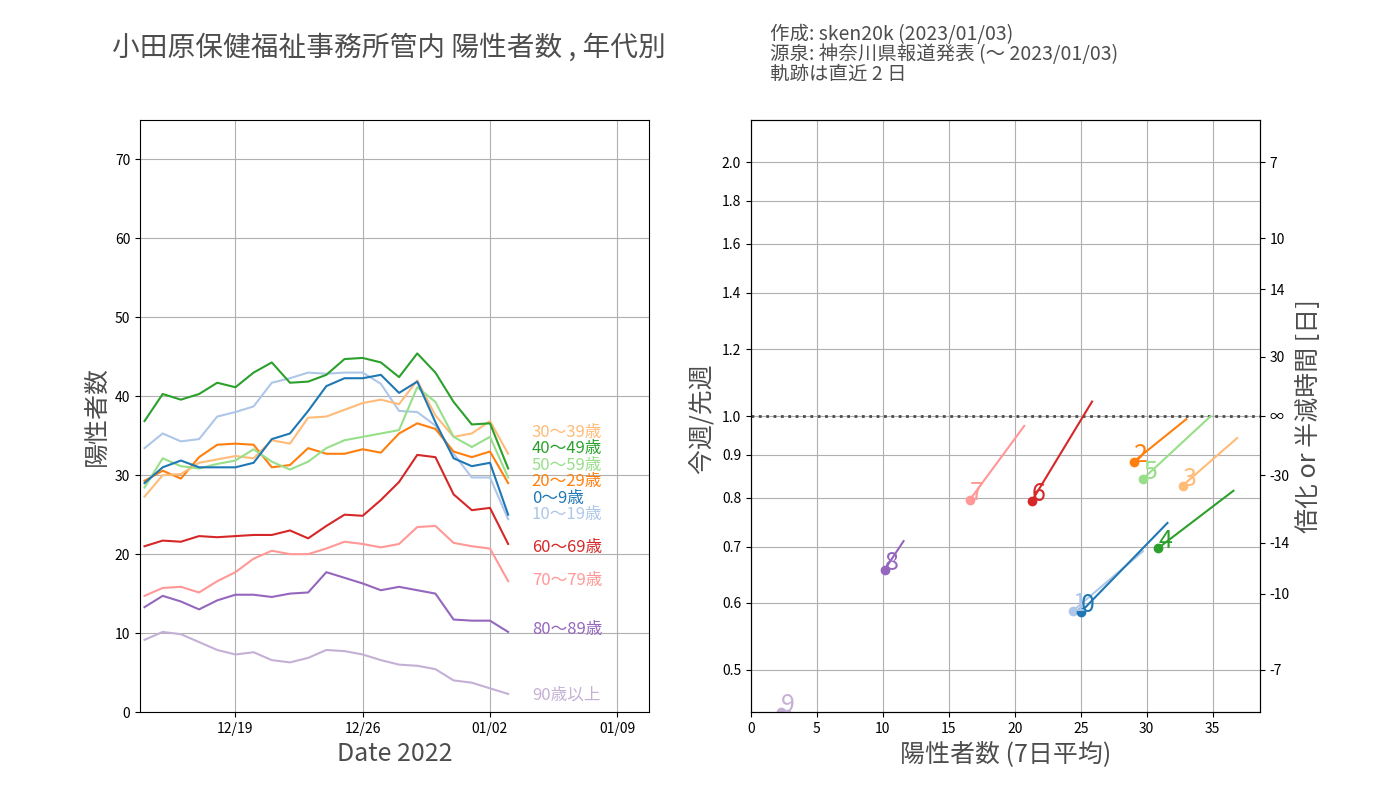 小田原保健福祉事務所管内 陽性者数 , 年代別
作成: sken20k (2023/01/03)
源泉: 神奈川県報道発表 (〜 2023/01/03)
軌跡は直近 2 日
陽性者数
70
60
50
40
30
20
10
0
12/19
12/26
01/02
01/09
Date 2022
30〜39歳
40〜49歳
50〜59歳
20〜29歳
0〜9歳
10〜19歳
60〜69歳
70〜79歳
80〜89歳
90歳以上
今週/先週
2.0
1.8
1.6
1.4
1.2
1.0
0.9
0.8
0.7
0.6
0.5
0
5
10
15
20
25
30
35
陽性者数 (7日平均)
2
5
3
7
6
4
8
1
0
9
7
10
14
30
∞
-30
-14
-10
-7
倍化 or 半減時間 [日]